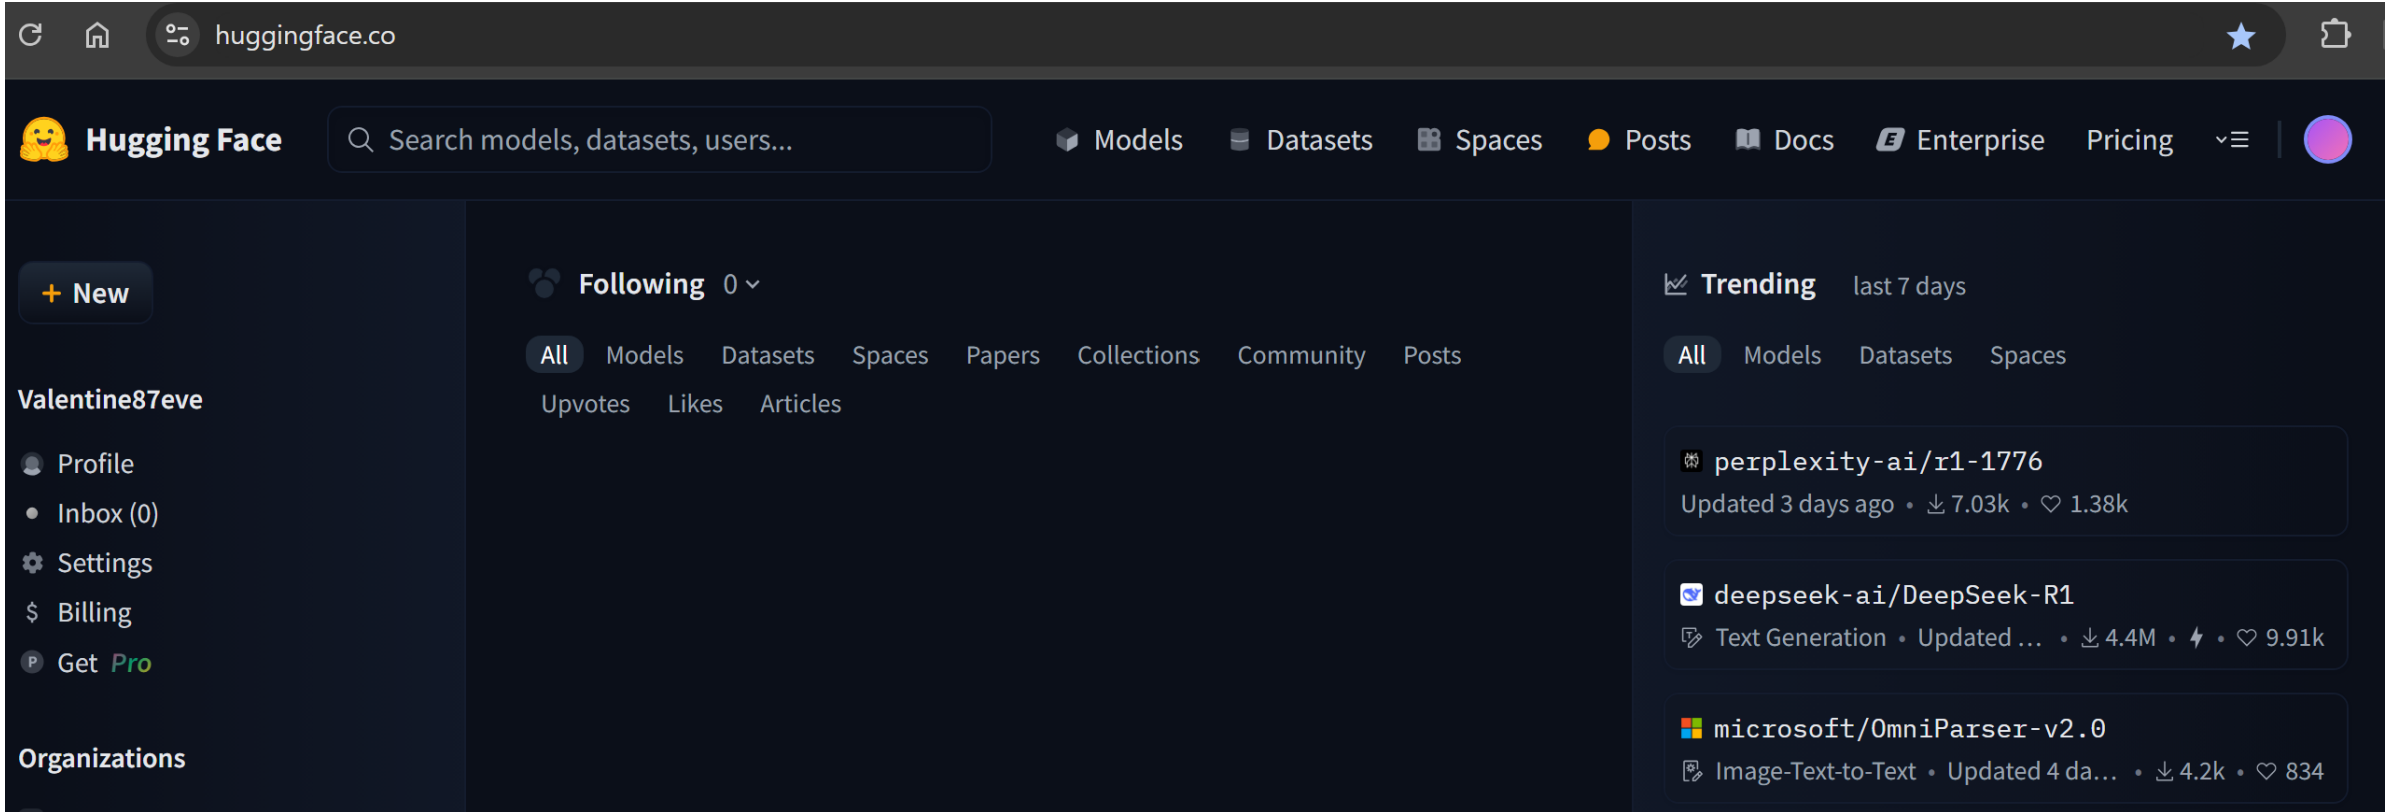 huggingface.co
Hugging Face
Search models, datasets, users...
Models
Datasets
Spaces
Posts
Docs
Enterprise
Pricing
+ New
Valentine87eve
Profile
Inbox (0)
Settings
$ Billing
P Get Pro
Organizations
Following 0
All Models Datasets Spaces Papers Collections Community Posts
Upvotes Likes Articles
Trending last 7 days
All Models Datasets Spaces
perplexity-ai/r1-1776
Updated 3 days ago • 7.03k • 1.38k
deepseek-ai/DeepSeek-R1
Text Generation • Updated ... • 4.4M • • 9.91k
microsoft/OmniParser-v2.0
Image-Text-to-Text • Updated 4 da... • 4.2k • 834